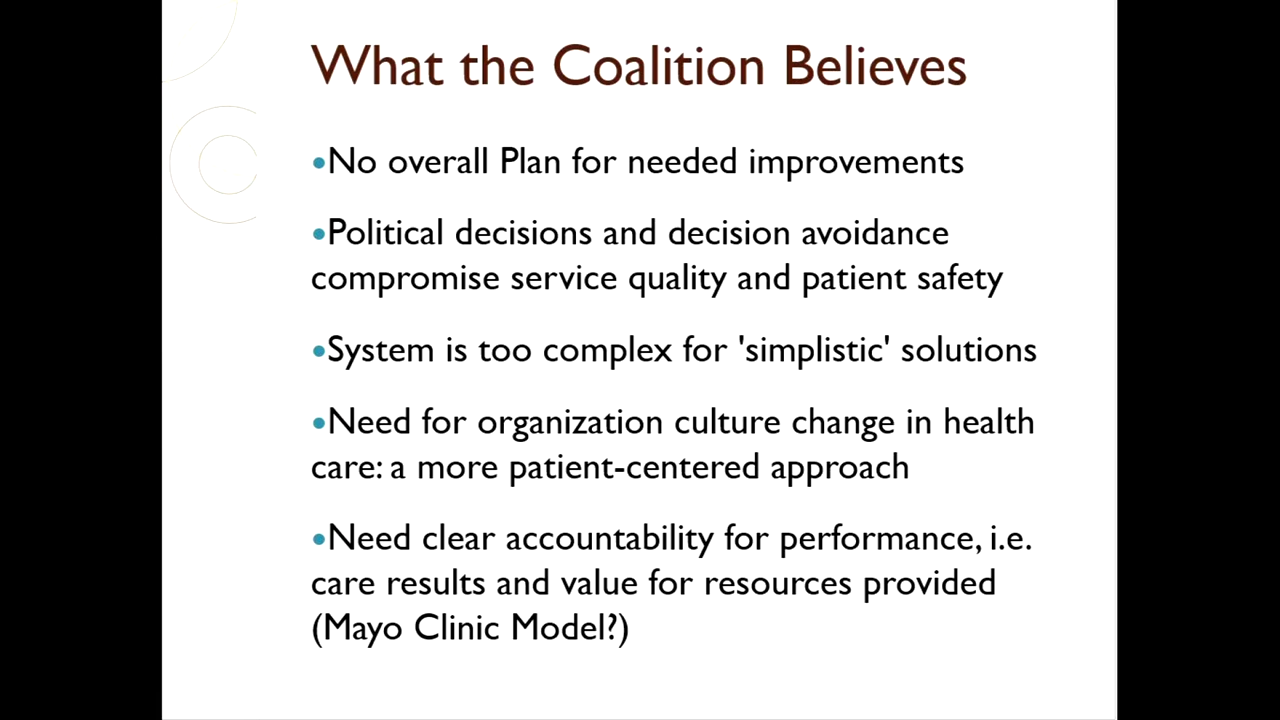 What the Coalition Believes
•No overall Plan for needed improvements
•Political decisions and decision avoidance
compromise service quality and patient safety
•System is too complex for 'simplistic' solutions
•Need for organization culture change in health
care: a more patient-centered approach
•Need clear accountability for performance, i.e.
care results and value for resources provided
(Mayo Clinic Model?)